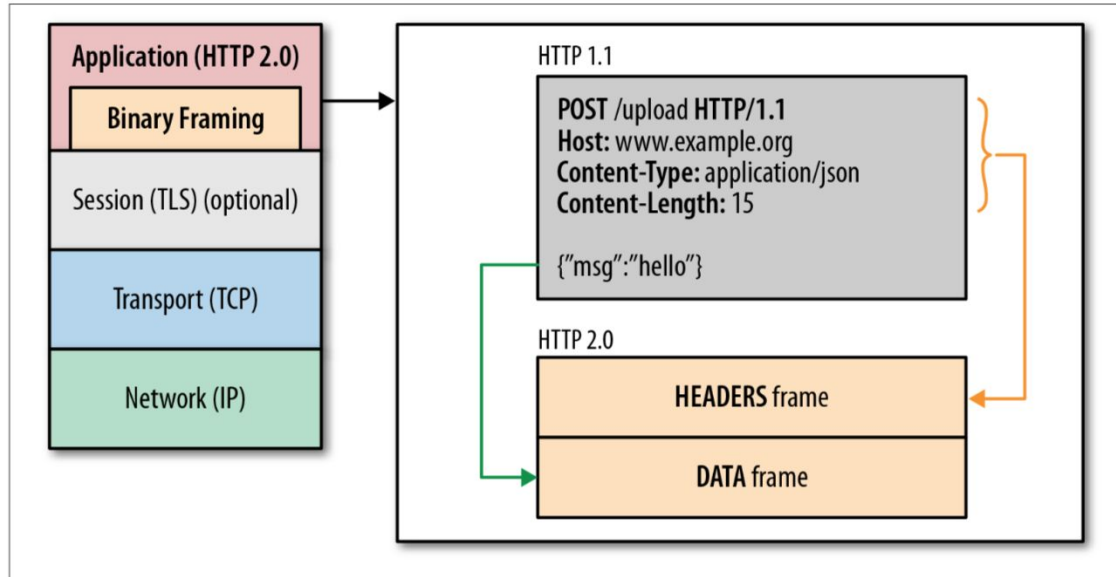 Application (HTTP 2.0)
Binary Framing
Session (TLS) (optional)
Transport (TCP)
Network (IP)
HTTP 1.1
POST /upload HTTP/1.1
Host: www.example.org
Content-Type: application/json
Content-Length: 15
{”msg”:”hello”}
HTTP 2.0
HEADERS frame
DATA frame